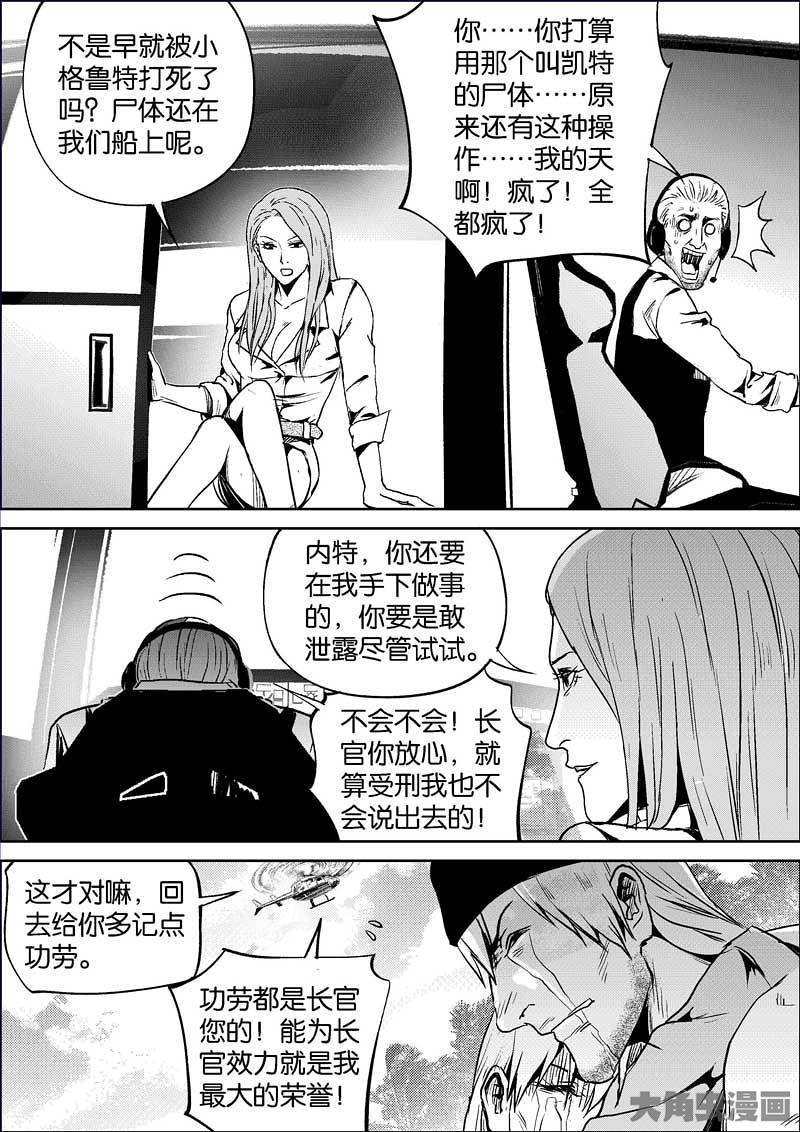 不是早就被小
格鲁特打死了
吗？尸体还在
我们船上呢。
你……你打算
用那个叫凯特
的尸体……原
来还有这种操
作……我的天
啊！疯了！全
都疯了！
内特，你还要
在我手下做事
的，你要是敢
泄露尽管试试。
不会不会！长
官你放心，就
算受刑我也不
会说出去的！
这才对嘛，回
去给你多记点
功劳。
功劳都是长官
您的！能为长
官效力就是我
最大的荣誉！
大角虫漫画